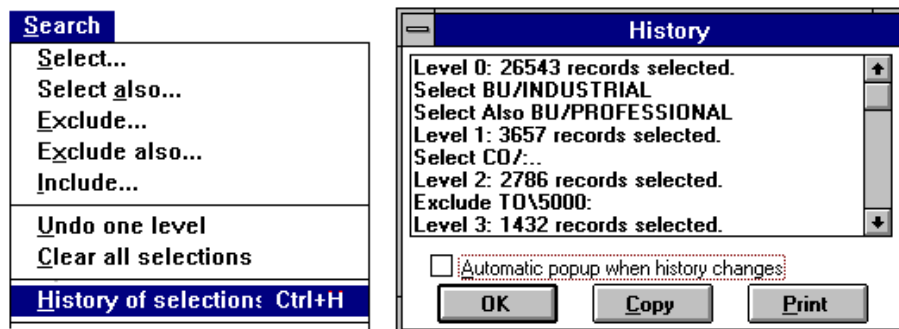 Search
Select...
Select also...
Exclude...
Exclude also...
Include...
Undo one level
Clear all selections
History of selections Ctrl+H
History
Level 0: 26543 records selected.
Select BU/INDUSTRIAL
Select Also BU/PROFESSIONAL
Level 1: 3657 records selected.
Select CO/:..
Level 2: 2786 records selected.
Exclude TO\5000:
Level 3: 1432 records selected.
Automatic popup when history changes
OK Copy Print